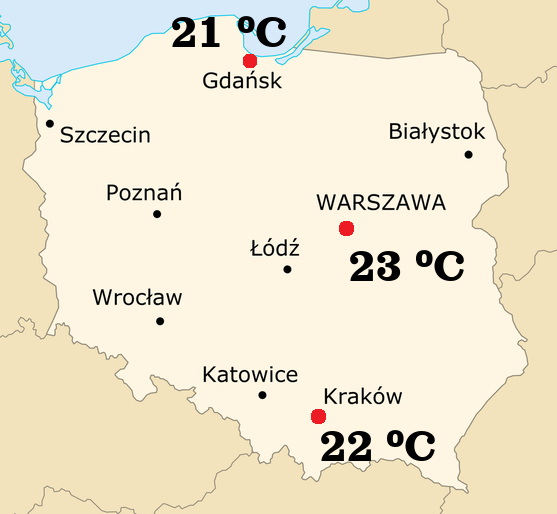 21 ºC
Gdańsk
Szczecin
Białystok
Poznań
WARSZAWA
Łódź
23 ºC
Wrocław
Katowice
Kraków
22 ºC